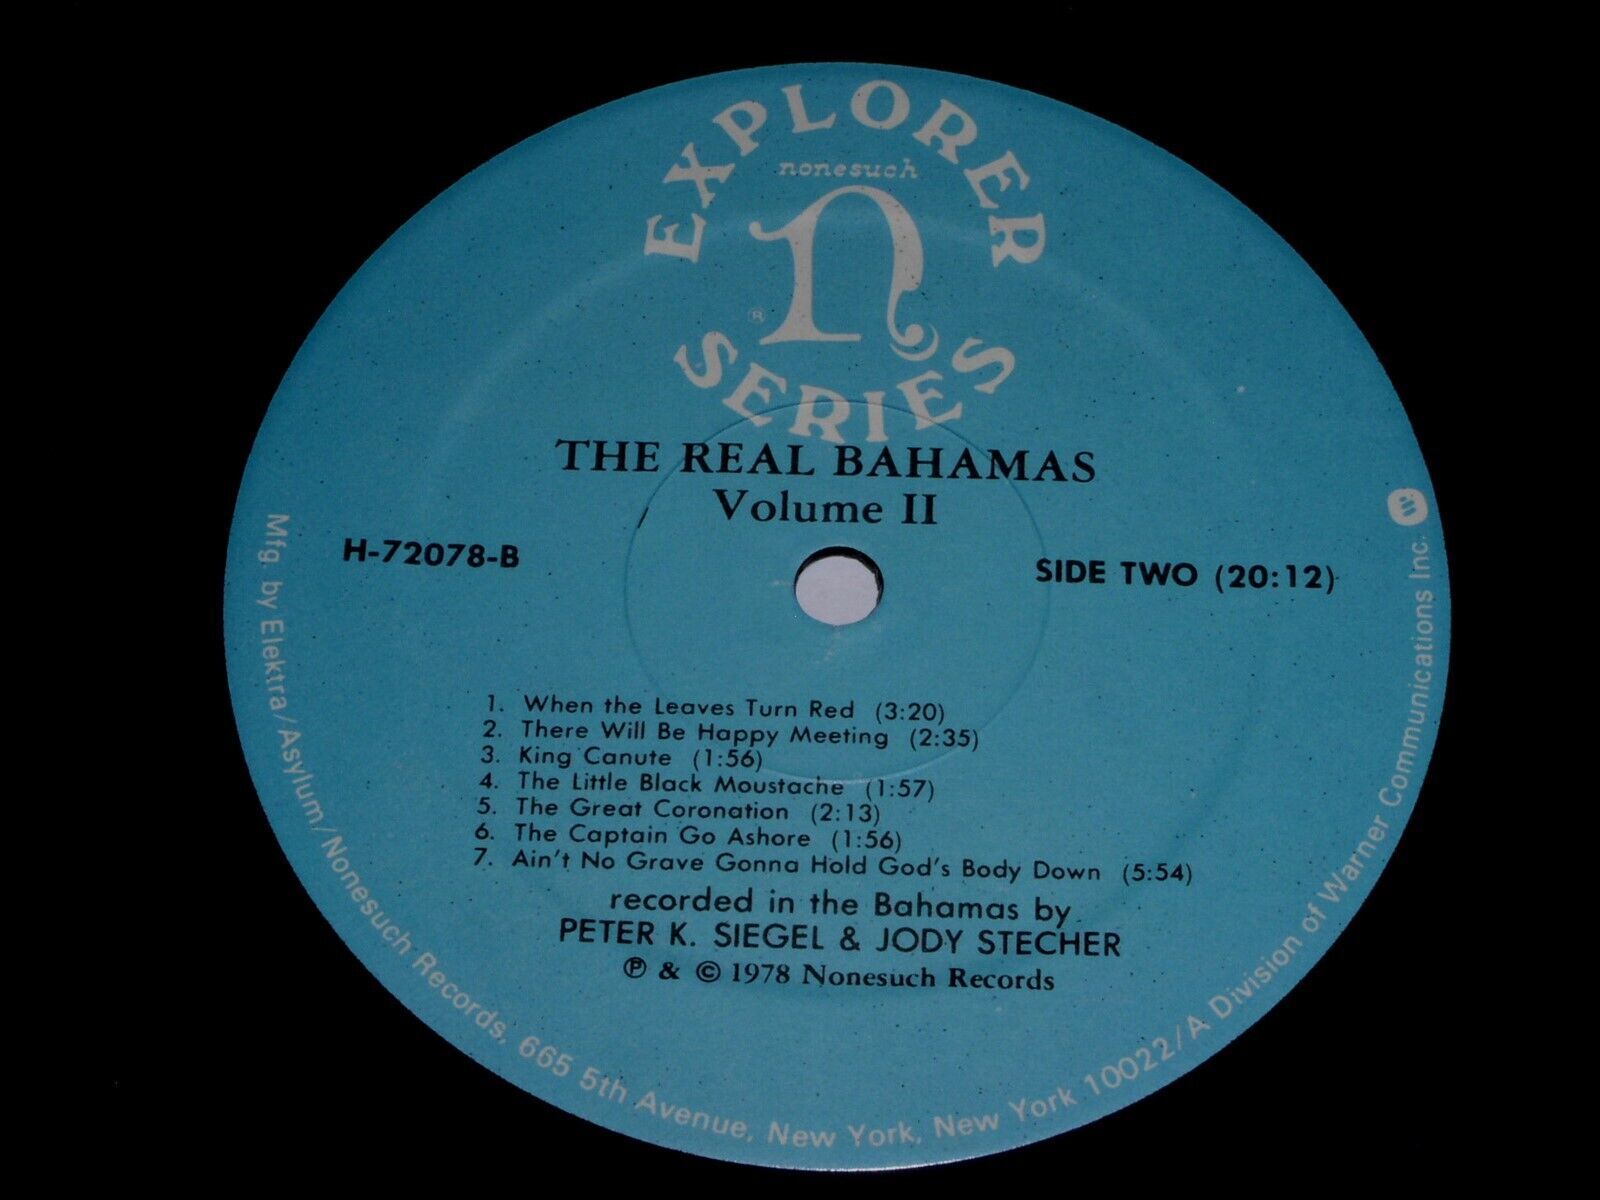 EXPLORER
nonesuch
n
®
SERIES
THE REAL BAHAMAS
Volume II
H-72078-B
SIDE TWO (20:12)
1. When the Leaves Turn Red (3:20)
2. There Will Be Happy Meeting (2:35)
3. King Canute (1:56)
4. The Little Black Moustache (1:57)
5. The Great Coronation (2:13)
6. The Captain Go Ashore (1:56)
7. Ain't No Grave Gonna Hold God's Body Down (5:54)
recorded in the Bahamas by
PETER K. SIEGEL & JODY STECHER
℗ & © 1978 Nonesuch Records
Mfg. by Elektra/Asylum/Nonesuch Records, 665 5th Avenue, New York, New York 10022/A Division of Warner Communications Inc.